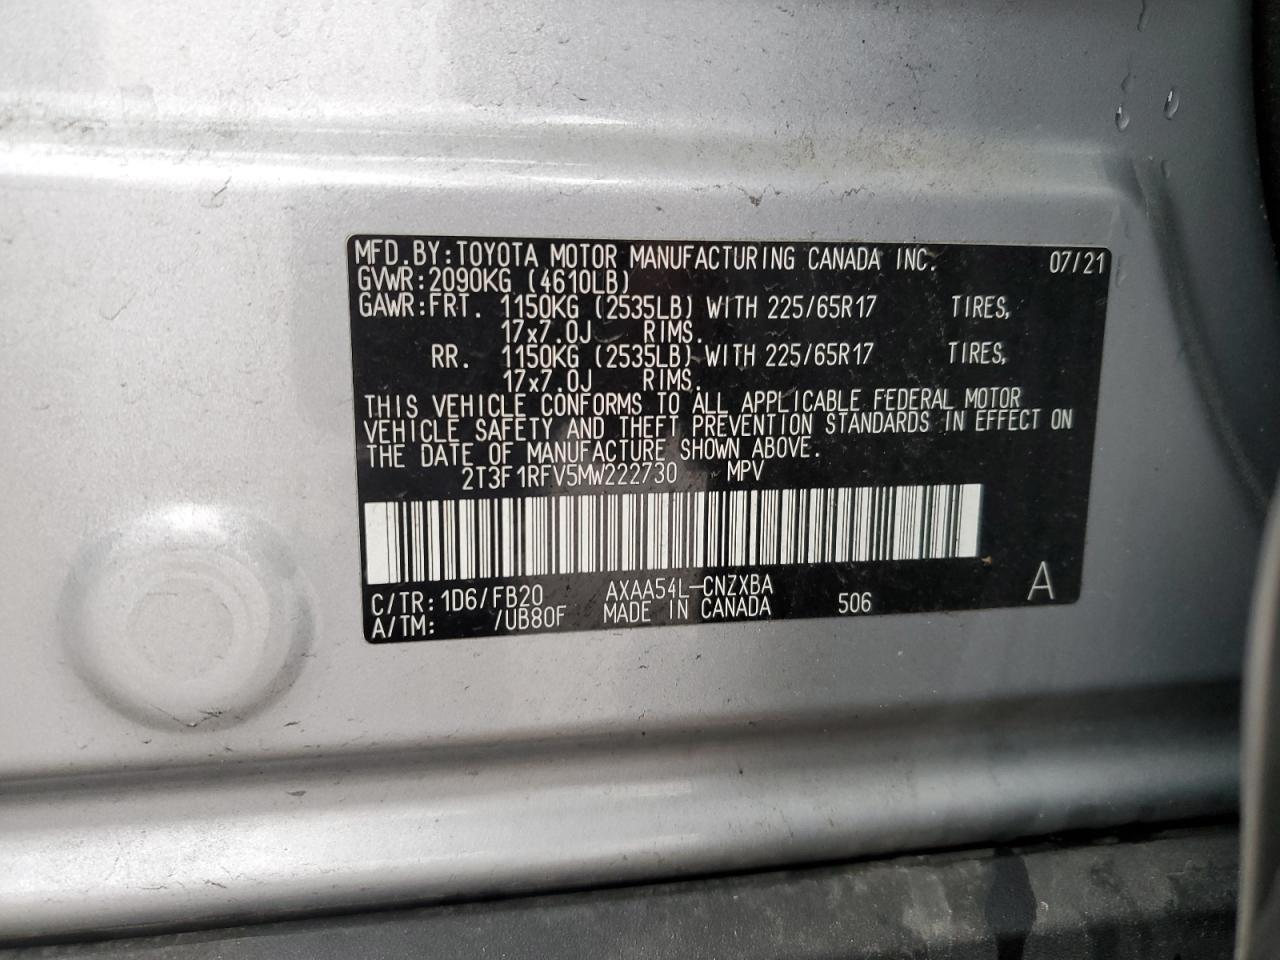 MFD.BY:TOYOTA MOTOR MANUFACTURING CANADA INC. 07/21
GVWR:2090KG (4610LB)
GAWR:FRT. 1150KG (2535LB) WITH 225/65R17 TIRES,
17x7.0J RIMS.
RR. 1150KG (2535LB) WITH 225/65R17 TIRES,
17x7.0J RIMS.
THIS VEHICLE CONFORMS TO ALL APPLICABLE FEDERAL MOTOR
VEHICLE SAFETY AND THEFT PREVENTION STANDARDS IN EFFECT ON
THE DATE OF MANUFACTURE SHOWN ABOVE.
2T3F1RFV5MW222730 MPV
C/TR:1D6/FB20 AXAA54L-CNZXBA A
A/TM: /UB80F MADE IN CANADA 506